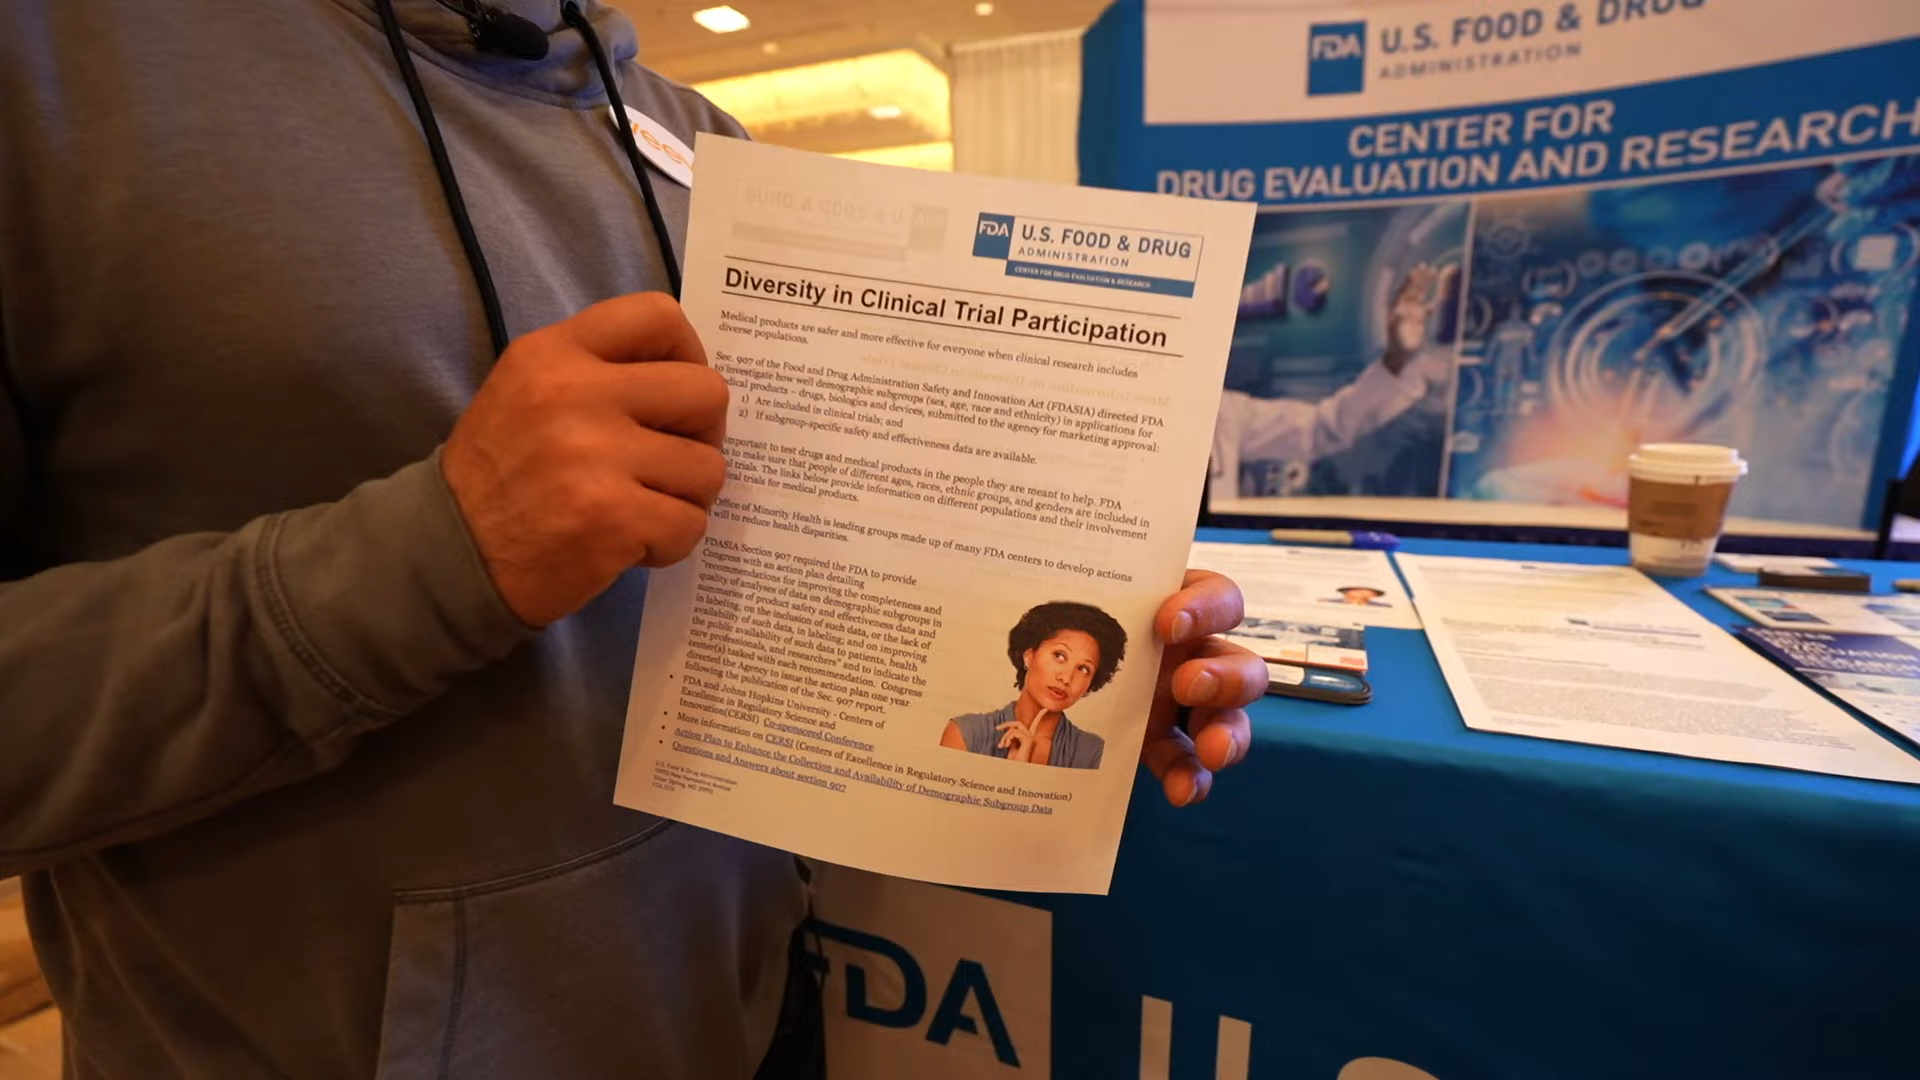 FDA
U.S. FOOD & DRUG
ADMINISTRATION
CENTER FOR
DRUG EVALUATION AND RESEARCH
FDA
U.S. FOOD & DRUG
ADMINISTRATION
CENTER FOR DRUG EVALUATION & RESEARCH
Diversity in Clinical Trial Participation
Medical products are safer and more effective for everyone when clinical research includes
diverse populations.
Sec. 907 of the Food and Drug Administration Safety and Innovation Act (FDASIA) directed FDA
to investigate how well demographic subgroups (sex, age, race and ethnicity) in applications for
dical products – drugs, biologics and devices, submitted to the agency for marketing approval:
1) Are included in clinical trials; and
2) If subgroup-specific safety and effectiveness data are available.
important to test drugs and medical products in the people they are meant to help. FDA
ks to make sure that people of different ages, races, ethnic groups, and genders are included in
al trials. The links below provide information on different populations and their involvement
ical trials for medical products.
Office of Minority Health is leading groups made up of many FDA centers to develop actions
will to reduce health disparities.
FDASIA Section 907 required the FDA to provide
Congress with an action plan detailing
"recommendations for improving the completeness and
quality of analyses of data on demographic subgroups in
summaries of product safety and effectiveness data and
in labeling; on the inclusion of such data, or the lack of
availability of such data, in labeling; and on improving
the public availability of such data to patients, health
care professionals, and researchers" and to indicate the
center(s) tasked with each recommendation. Congress
directed the Agency to issue the action plan one year
following the publication of the Sec. 907 report.
• FDA and Johns Hopkins University - Centers of
Excellence in Regulatory Science and
Innovation(CERSI) Co-sponsored Conference
• More information on CERSI (Centers of Excellence in Regulatory Science and Innovation)
• Action Plan to Enhance the Collection and Availability of Demographic Subgroup Data
• Questions and Answers about section 907
U.S. Food & Drug Administration
10903 New Hampshire Avenue
Silver Spring, MD 20993
FDA
U.S